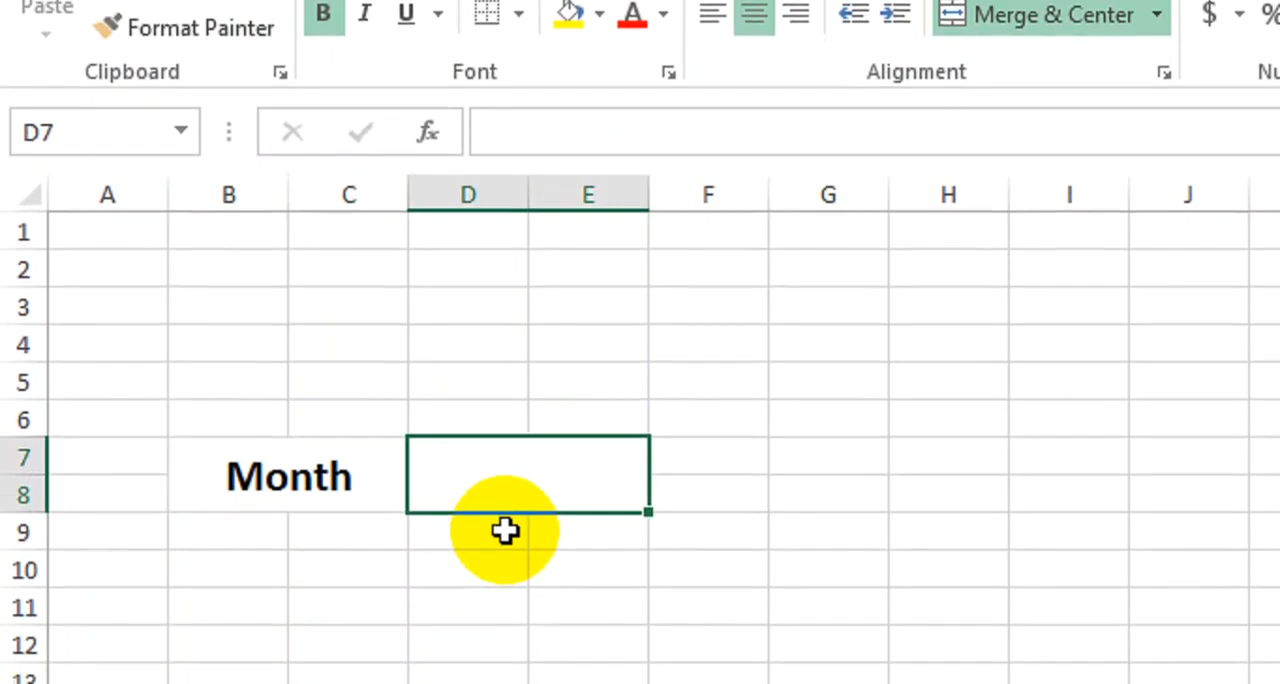 Paste
Format Painter
B I U A Merge & Center $ %
Clipboard Font Alignment
D7 fx
A B C D E F G H I J
1
2
3
4
5
6
7
Month
8
9
10
11
12
13